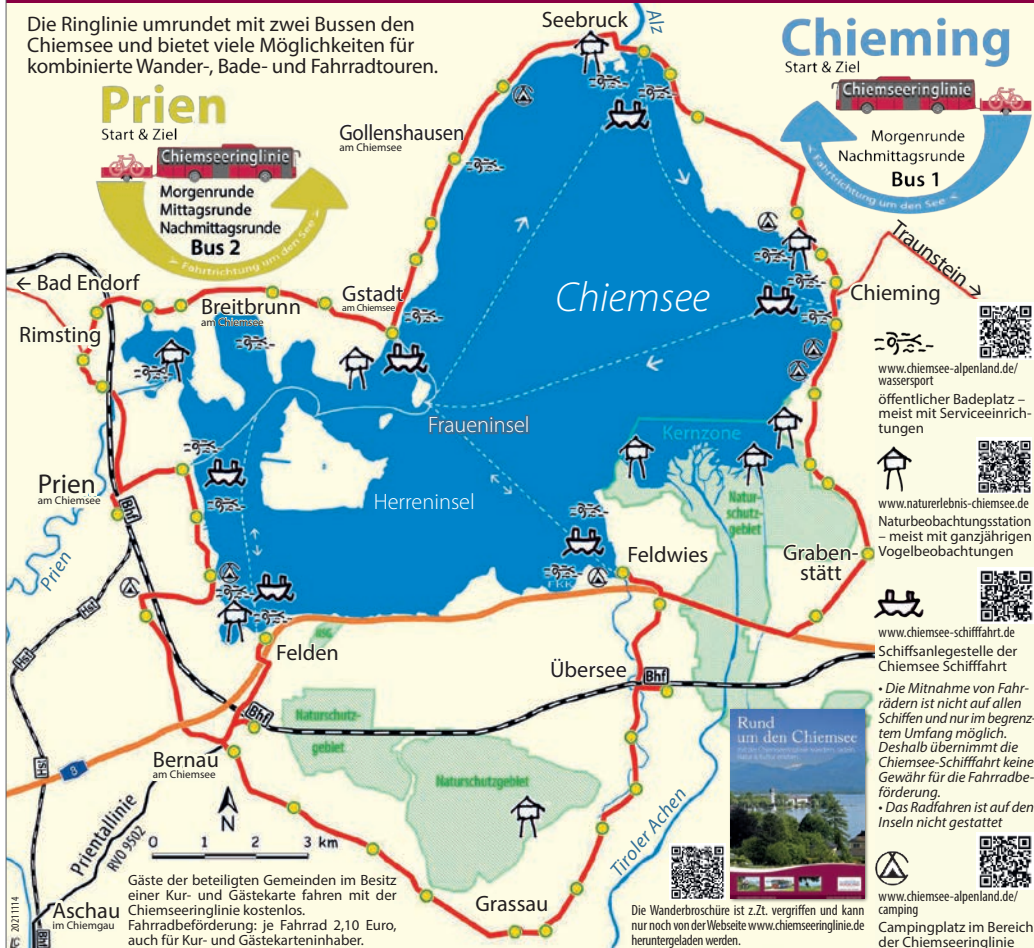 Die Ringlinie umrundet mit zwei Bussen den
Chiemsee und bietet viele Möglichkeiten für
kombinierte Wander-, Bade- und Fahrradtouren.
Prien
Start & Ziel
Chiemseeringlinie
Morgenrunde
Mittagsrunde
Nachmittagsrunde
Bus 2
> Fahrtrichtung um den See >
Chieming
Start & Ziel
Chiemseeringlinie
Morgenrunde
Nachmittagsrunde
Bus 1
< Fahrtrichtung um den See <
Seebruck
Alz
Gollenshausen
am Chiemsee
Traunstein →
Chieming
← Bad Endorf
Rimsting
Breitbrunn
am Chiemsee
Gstadt
am Chiemsee
Chiemsee
Fraueninsel
Herreninsel
Kernzone
Natur-
schutz-
gebiet
Prien
am Chiemsee
Bhf
Prien
Hst
Hst
Hst
Hst
Feldwies
FKK
Graben-
stätt
Felden
NSG
Übersee
Bhf
Bhf
Bernau
am Chiemsee
8
Naturschutz-
gebiet
Naturschutzgebiet
Tiroler Achen
Prientallinie
RVO 9502
N
0 1 2 3 km
Aschau
im Chiemgau
Grassau
20211114
Gäste der beteiligten Gemeinden im Besitz
einer Kur- und Gästekarte fahren mit der
Chiemseeringlinie kostenlos.
Fahrradbeförderung: je Fahrrad 2,10 Euro,
auch für Kur- und Gästekarteninhaber.
Rund
um den Chiemsee
Die Wanderbroschüre ist z.Zt. vergriffen und kann
nur noch von der Webseite www.chiemseeringlinie.de
heruntergeladen werden.
www.chiemsee-alpenland.de/
wassersport
öffentlicher Badeplatz –
meist mit Serviceeinrich-
tungen
www.naturerlebnis-chiemsee.de
Naturbeobachtungsstation
– meist mit ganzjährigen
Vogelbeobachtungen
www.chiemsee-schifffahrt.de
Schiffsanlegestelle der
Chiemsee Schifffahrt
• Die Mitnahme von Fahr-
rädern ist nicht auf allen
Schiffen und nur im begrenz-
tem Umfang möglich.
Deshalb übernimmt die
Chiemsee-Schifffahrt keine
Gewähr für die Fahrradbe-
förderung.
• Das Radfahren ist auf den
Inseln nicht gestattet
www.chiemsee-alpenland.de/
camping
Campingplatz im Bereich
der Chiemseeringlinie